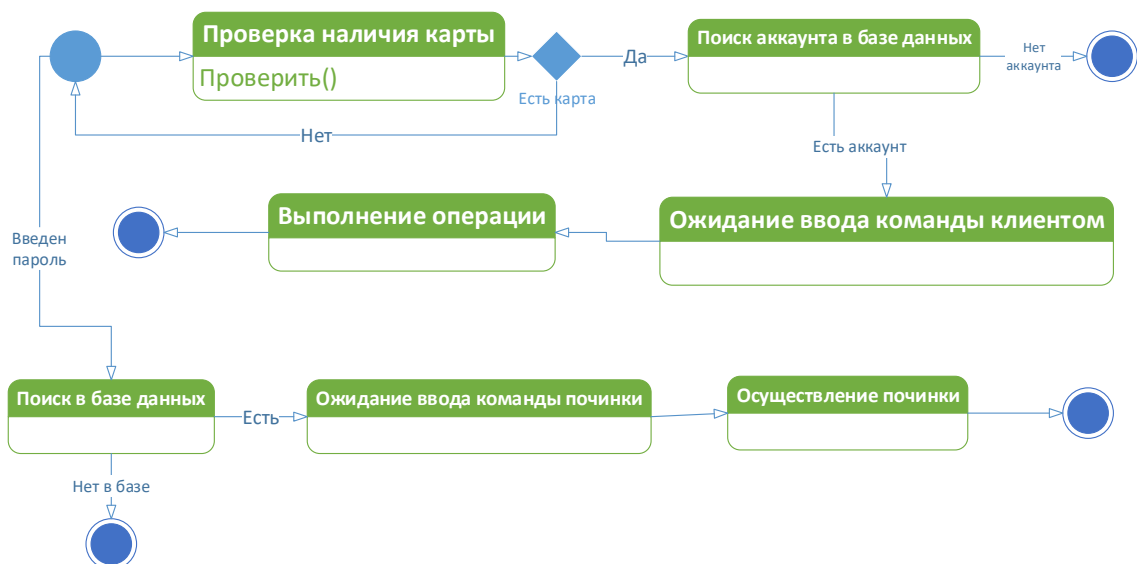 Проверка наличия карты
Проверить()
Есть карта
Да
Поиск аккаунта в базе данных
Нет
аккаунта
Нет
Есть аккаунт
Выполнение операции
Ожидание ввода команды клиентом
Введен
пароль
Поиск в базе данных
Есть
Ожидание ввода команды починки
Осуществление починки
Нет в базе